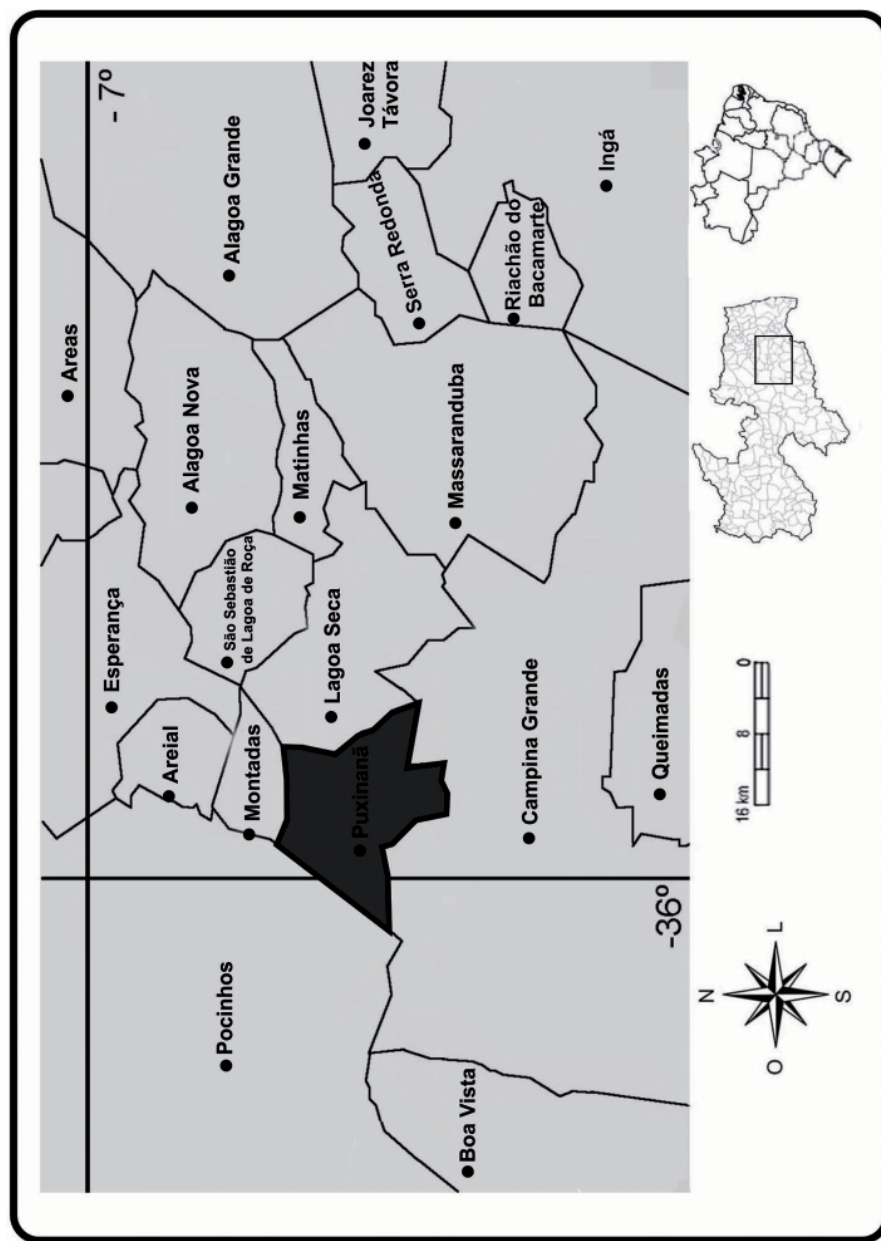 - 7º
Areas
Esperança
Alagoa Grande
Alagoa Nova
Areial
Joarez
Távora
São Sebastião
de Lagoa de Roça
Montadas
Pocinhos
Matinhas
Serra Redonda
Lagoa Seca
Puxinanã
Riachão do
Bacamarte
Massaranduba
Ingá
Campina Grande
Boa Vista
Queimadas
-36º
N
O
L
S
16 km
8
0